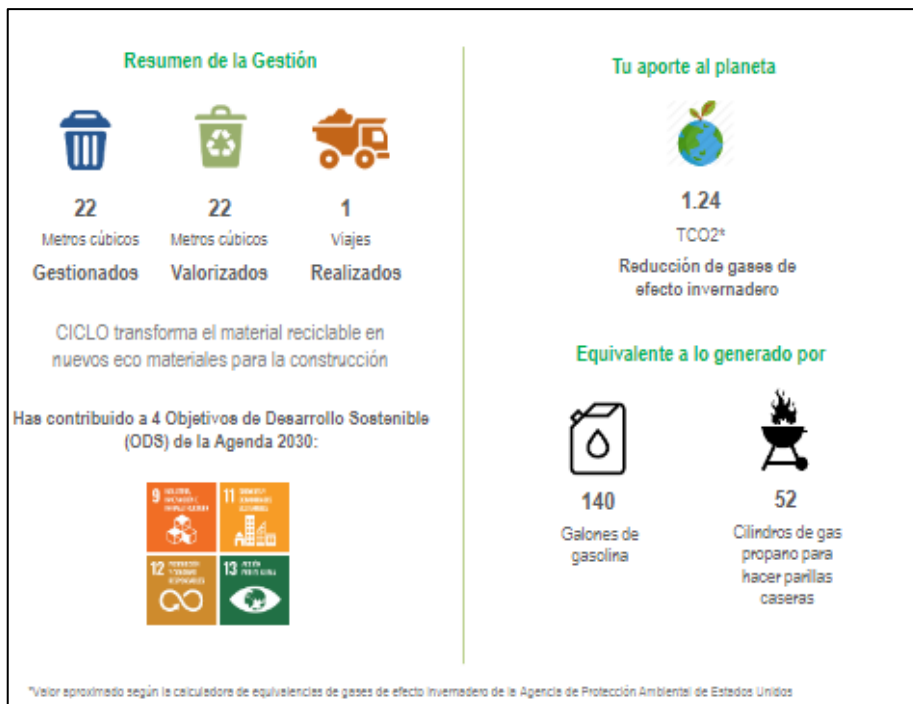 Resumen de la Gestión
22
22
1
Metros cúbicos
Metros cúbicos
Viajes
Gestionados
Valorizados
Realizados
CICLO transforma el material reciclable en
nuevos eco materiales para la construcción
Has contribuido a 4 Objetivos de Desarrollo Sostenible
(ODS) de la Agenda 2030:
9
11
12
13
Tu aporte al planeta
1.24
TCO2*
Reducción de gases de
efecto invernadero
Equivalente a lo generado por
140
Galones de
gasolina
52
Cilindros de gas
propano para
hacer parillas
caseras
*Valor aproximado según la calculadora de equivalencias de gases de efecto invernadero de la Agencia de Protección Ambiental de Estados Unidos